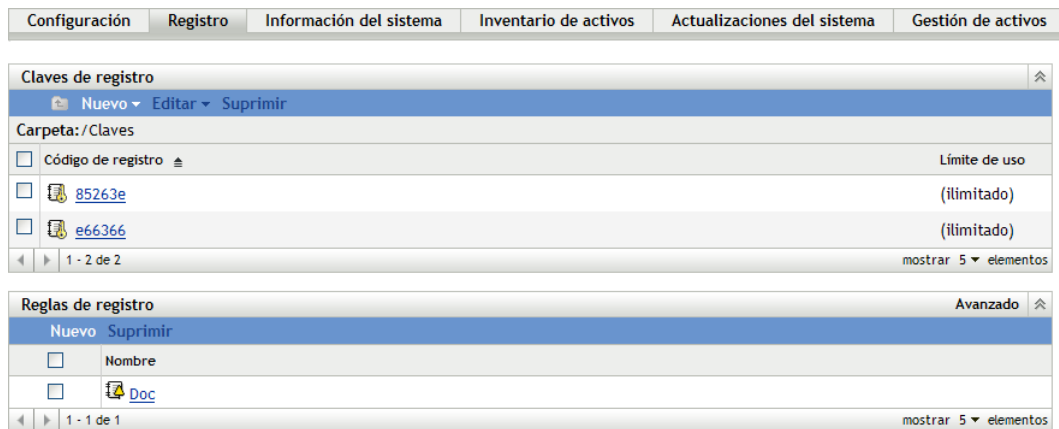 Configuración Registro Información del sistema Inventario de activos Actualizaciones del sistema Gestión de activos
Claves de registro
Nuevo Editar Suprimir
Carpeta:/Claves
Código de registro Límite de uso
85263e (ilimitado)
e66366 (ilimitado)
1 - 2 de 2 mostrar 5 elementos
Reglas de registro Avanzado
Nuevo Suprimir
Nombre
Doc
1 - 1 de 1 mostrar 5 elementos